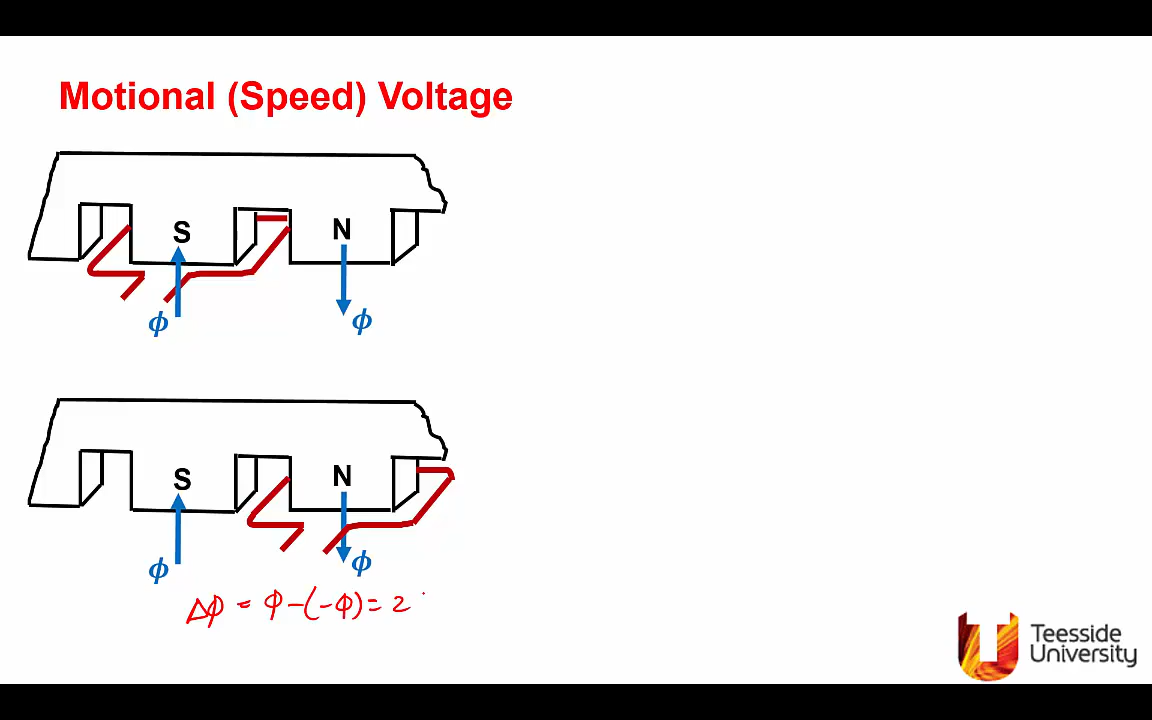 Motional (Speed) Voltage
S
N
ϕ
ϕ
S
N
ϕ
ϕ
Δϕ = ϕ-(-ϕ)= 2
Teesside
University